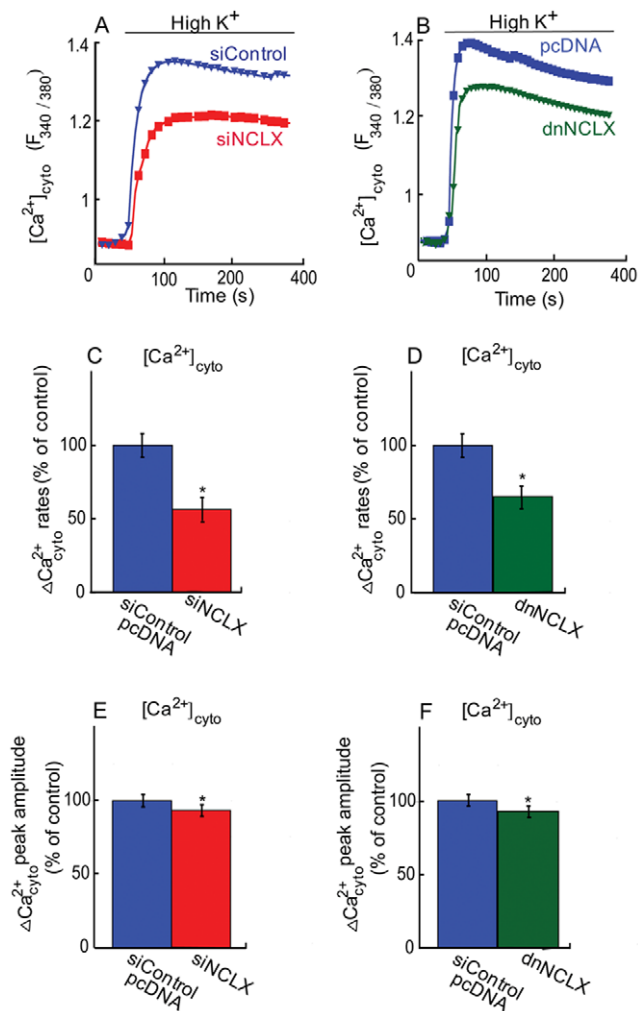 A
High K⁺
siControl
siNCLX
[Ca²⁺]cyto (F340 / 380)
1.4
1.2
1
0
100
200
300
400
Time (s)
B
High K⁺
pcDNA
dnNCLX
[Ca²⁺]cyto (F340 / 380)
1.4
1.2
1
0
100
200
400
Time (s)
C
[Ca²⁺]cyto
ΔCa²⁺cyto rates (% of control)
100
50
0
*
siControl
pcDNA
siNCLX
D
[Ca²⁺]cyto
ΔCa²⁺cyto rates (% of control)
100
50
0
*
siControl
pcDNA
dnNCLX
E
[Ca²⁺]cyto
ΔCa²⁺cyto peak amplitude
(% of control)
100
0
*
siControl
pcDNA
siNCLX
F
[Ca²⁺]cyto
ΔCa²⁺cyto peak amplitude
(% of control)
100
0
*
siControl
pcDNA
dnNCLX